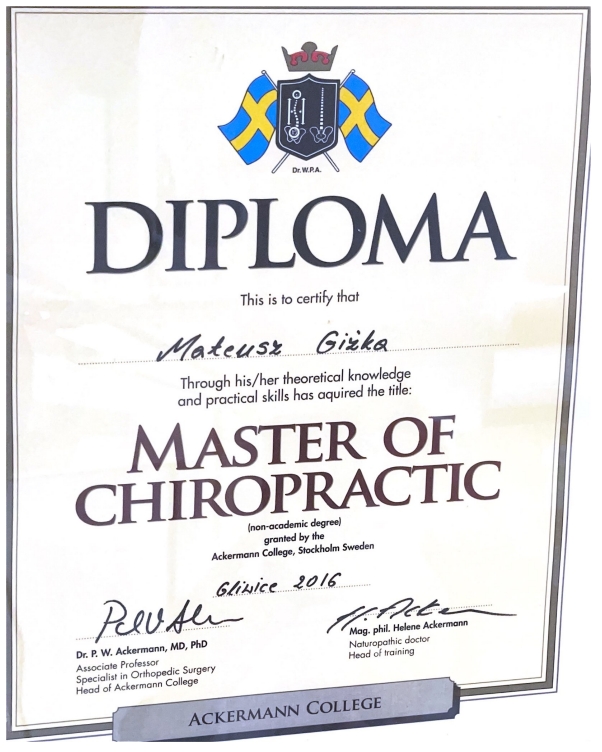 Dr.W.P.A.
DIPLOMA
This is to certify that
Mateusz Giżka
Through his/her theoretical knowledge
and practical skills has aquired the title:
MASTER OF
CHIROPRACTIC
(non-academic degree)
granted by the
Ackermann College, Stockholm Sweden
Gliwice 2016
Dr. P. W. Ackermann, MD, PhD
Associate Professor
Specialist in Orthopedic Surgery
Head of Ackermann College
Mag. phil. Helene Ackermann
Naturopathic doctor
Head of training
ACKERMANN COLLEGE